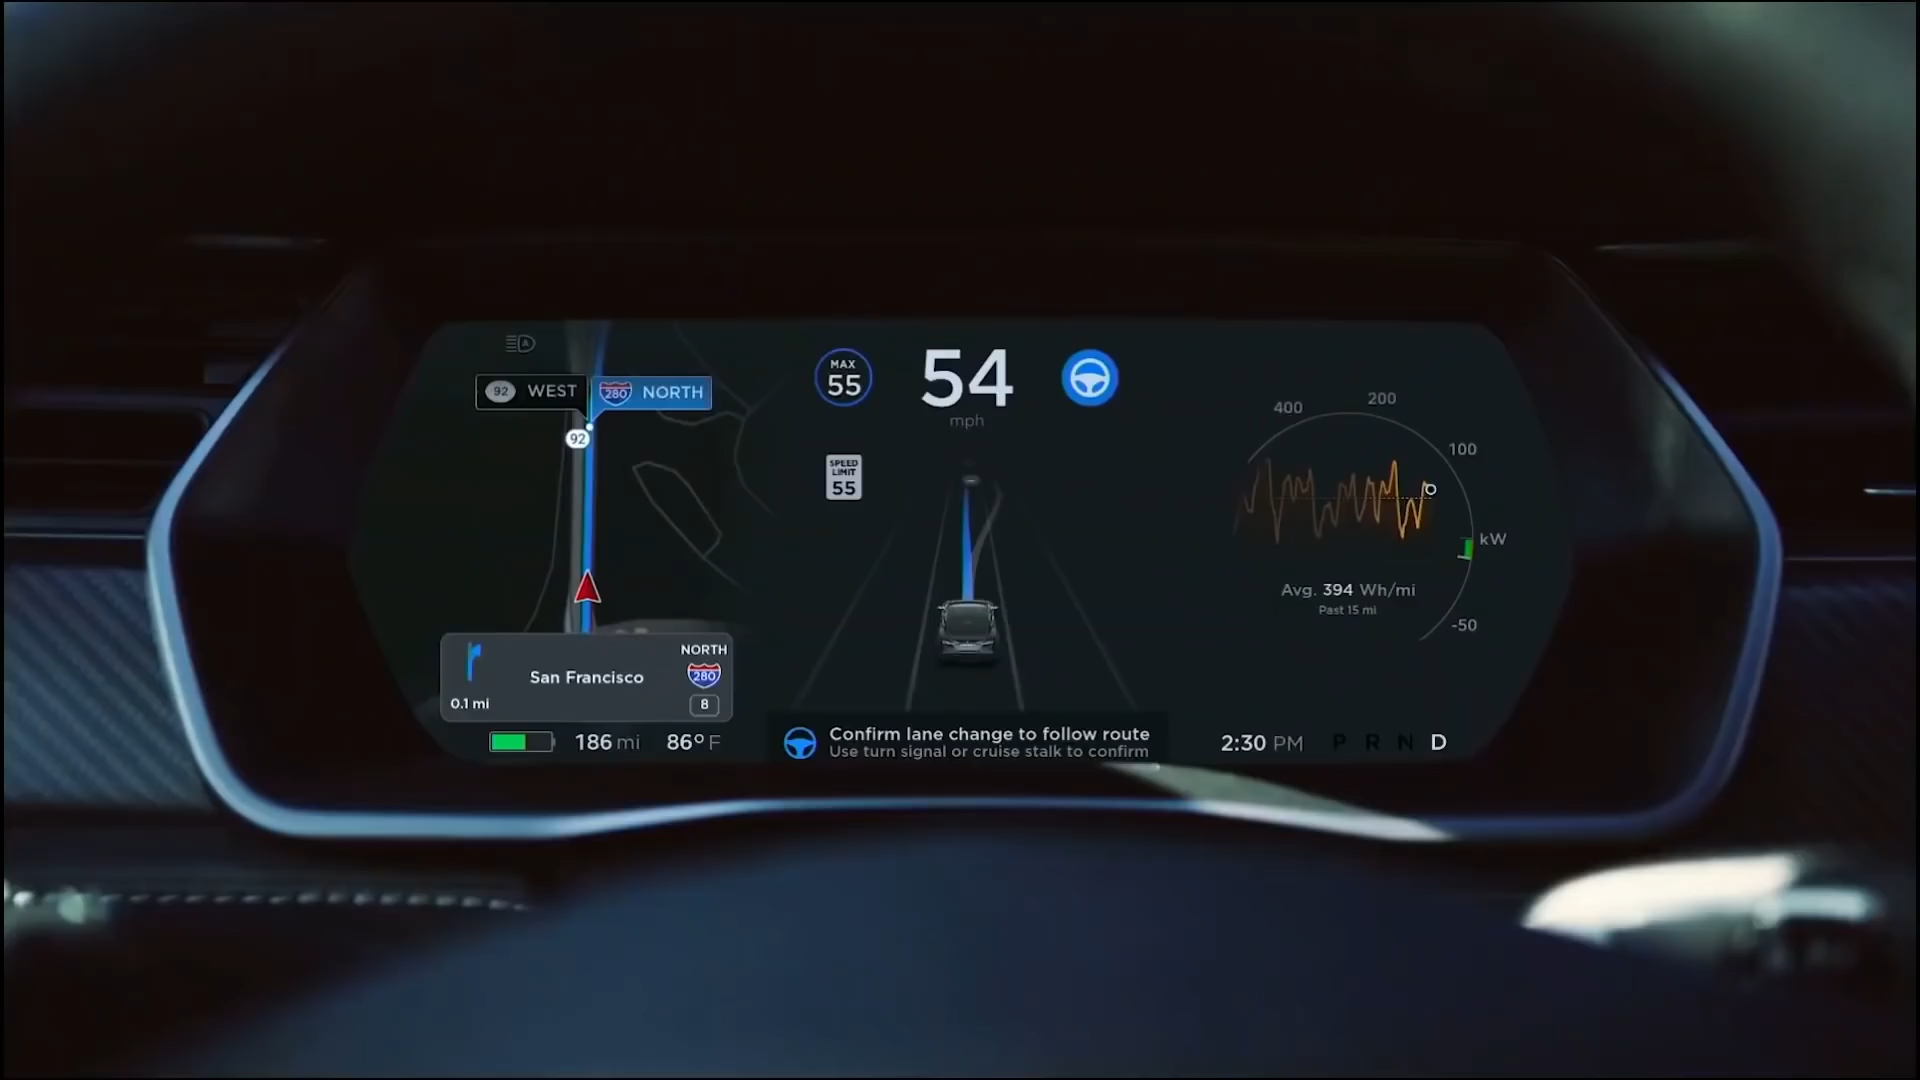 92 WEST
280 NORTH
92
0.1 mi
San Francisco
NORTH
280
8
186 mi
86° F
MAX
55
54
mph
SPEED
LIMIT
55
Confirm lane change to follow route
Use turn signal or cruise stalk to confirm
400
200
100
kW
-50
Avg. 394 Wh/mi
Past 15 mi
2:30 PM
P R N D